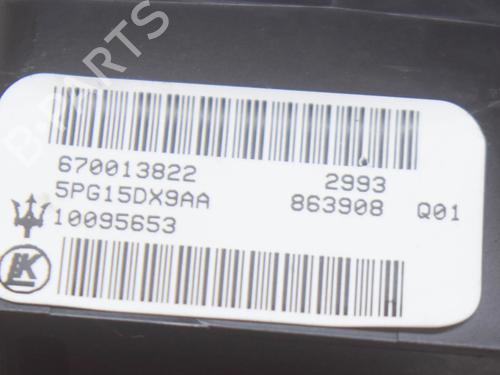 B-PARTS
670013822 2993
5PG15DX9AA 863908 Q01
10095653
K